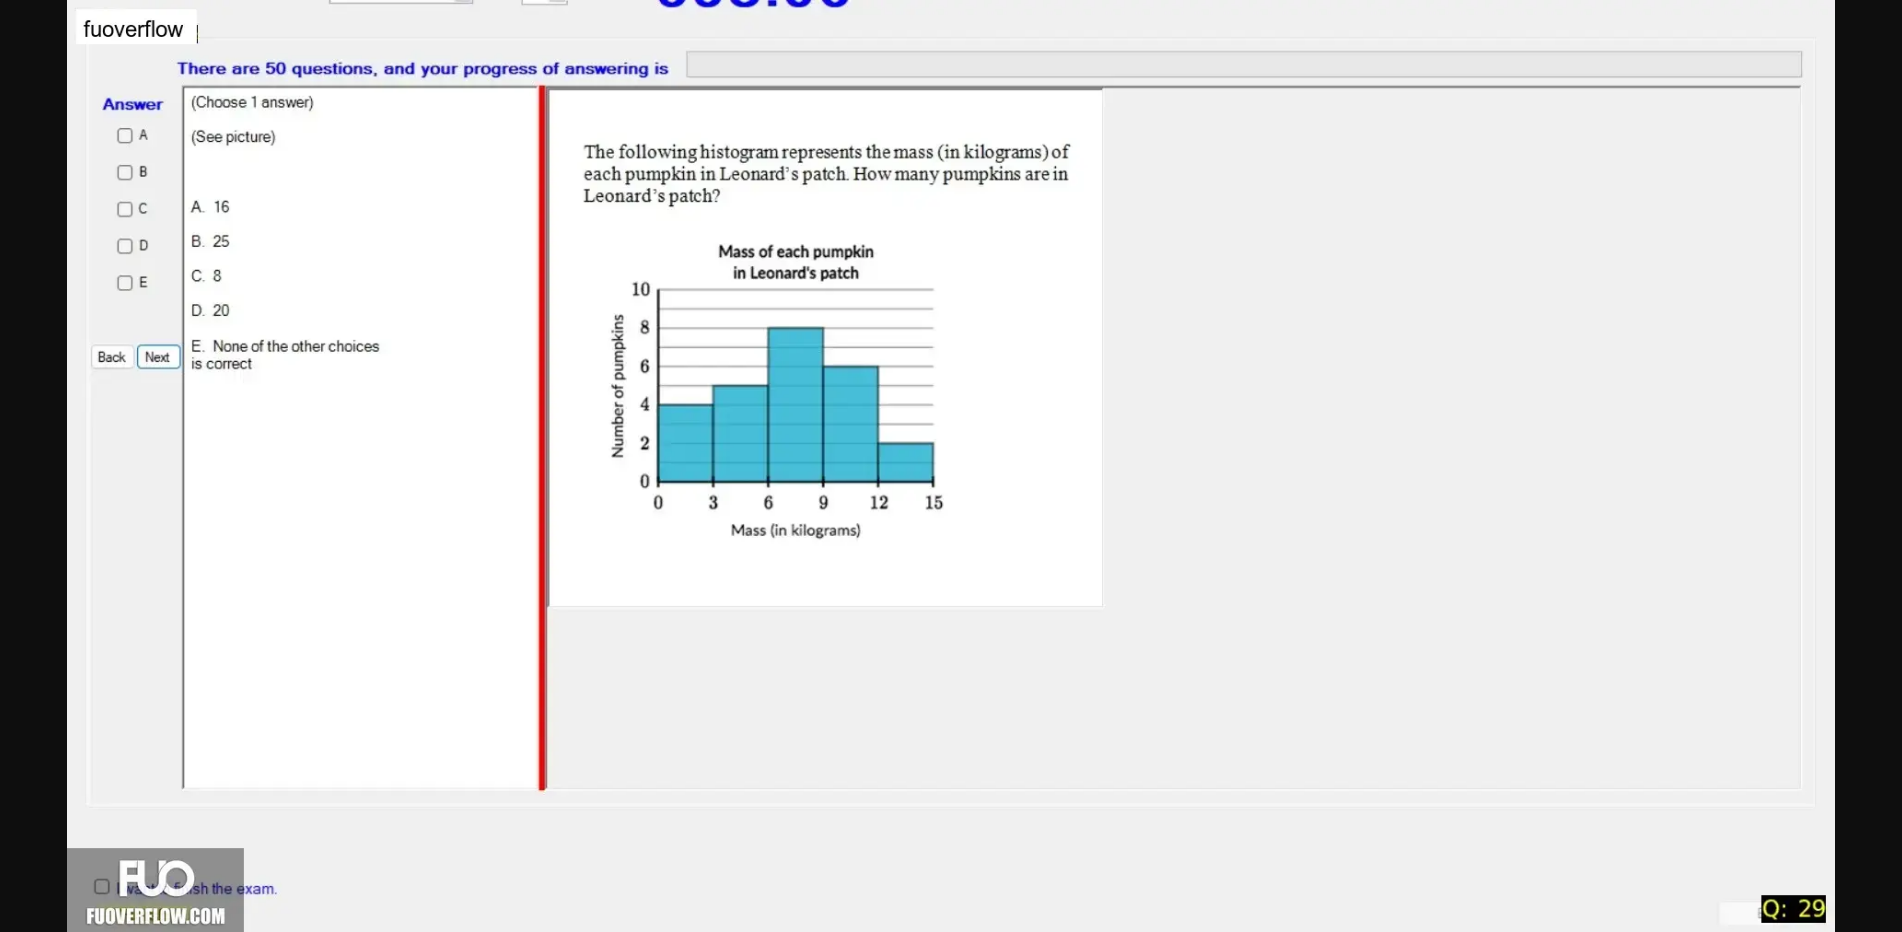 fuoverflow
There are 50 questions, and your progress of answering is
Answer
A
B
C
D
E
Back
Next
(Choose 1 answer)
(See picture)
A. 16
B. 25
C. 8
D. 20
E. None of the other choices
is correct
The following histogram represents the mass (in kilograms) of
each pumpkin in Leonard's patch. How many pumpkins are in
Leonard's patch?
Mass of each pumpkin
in Leonard's patch
Number of pumpkins
10
8
6
4
2
0
0 3 6 9 12 15
Mass (in kilograms)
the exam.
FUO
FUOVERFLOW.COM
Q: 29